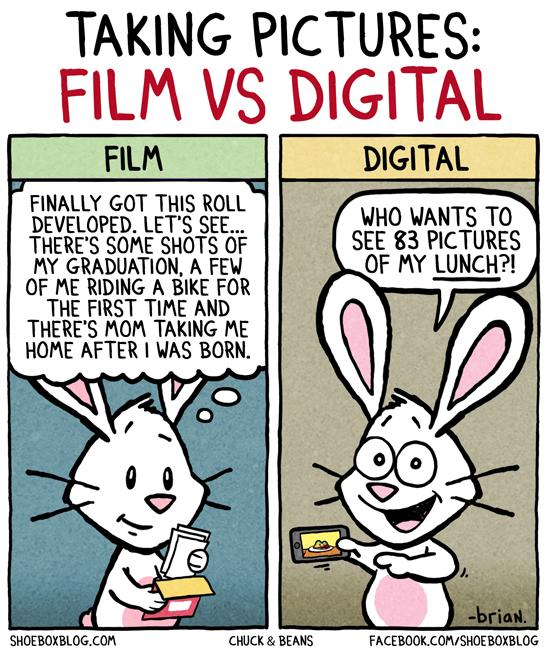 TAKING PICTURES:
FILM VS DIGITAL
FILM
FINALLY GOT THIS ROLL
DEVELOPED. LET'S SEE...
THERE'S SOME SHOTS OF
MY GRADUATION, A FEW
OF ME RIDING A BIKE FOR
THE FIRST TIME AND
THERE'S MOM TAKING ME
HOME AFTER I WAS BORN.
DIGITAL
WHO WANTS TO
SEE 83 PICTURES
OF MY LUNCH?!
-brian.
SHOEBOXBLOG.COM
CHUCK & BEANS
FACEBOOK.COM/SHOEBOXBLOG